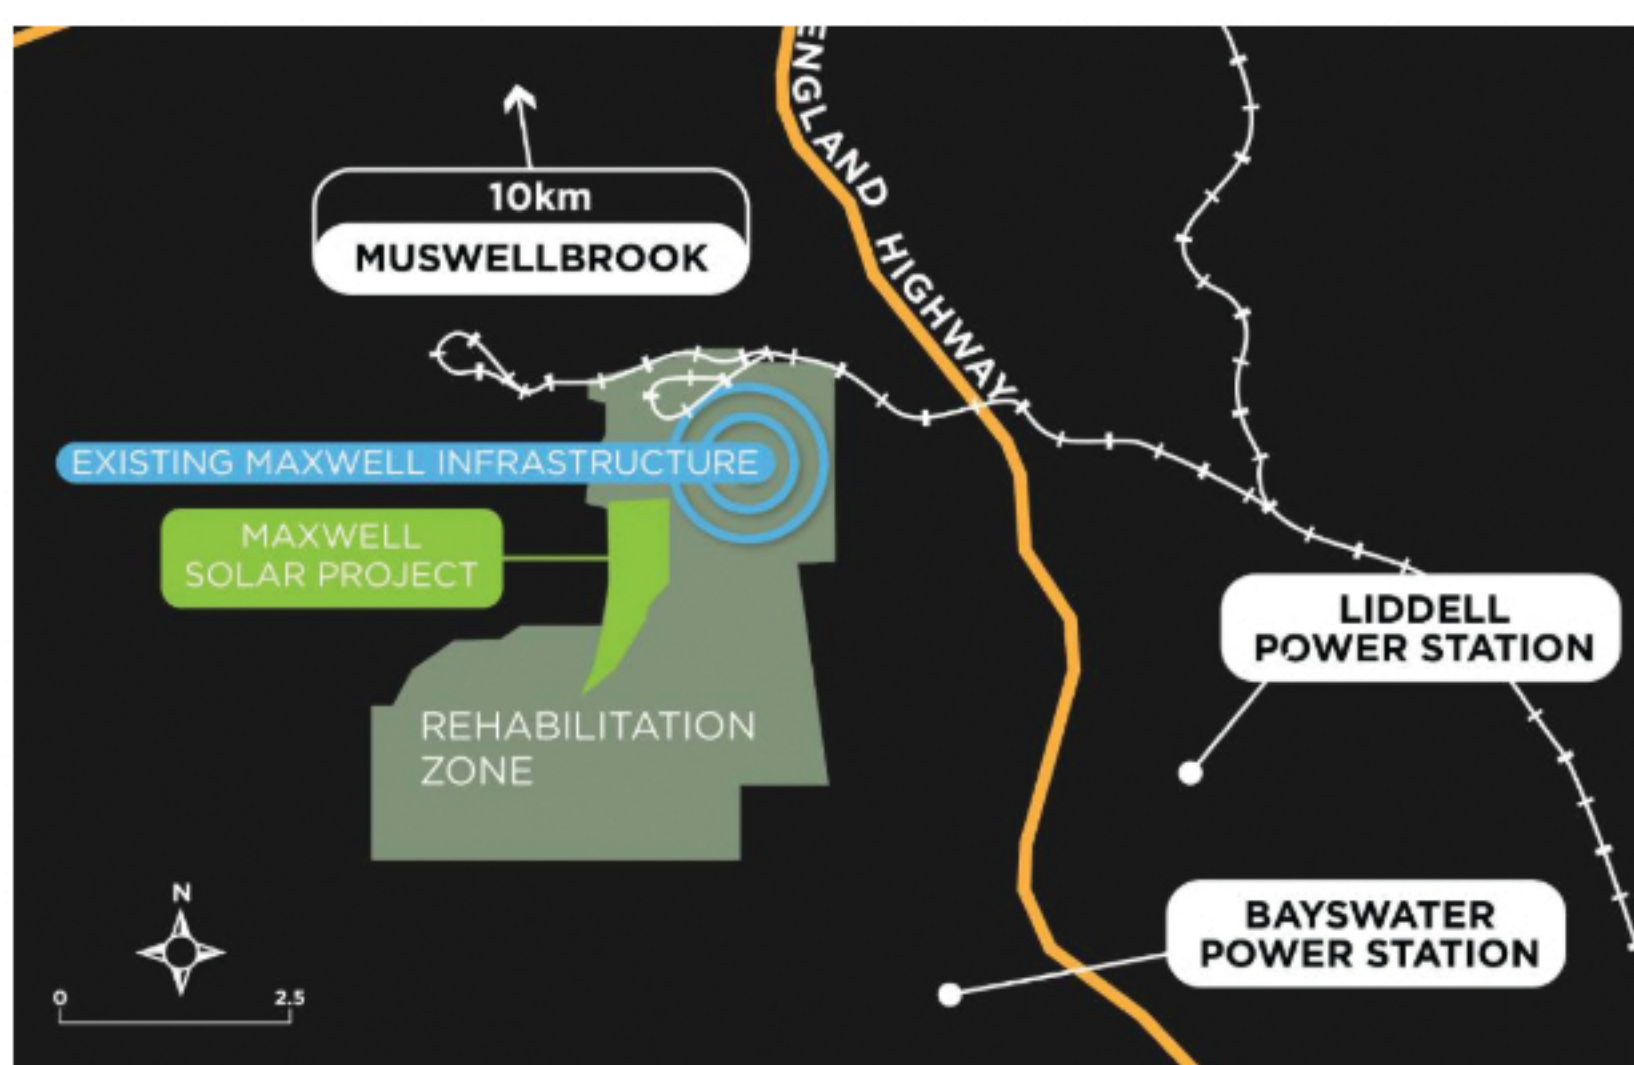 ENGLAND HIGHWAY
10km
MUSWELLBROOK
EXISTING MAXWELL INFRASTRUCTURE
MAXWELL
SOLAR PROJECT
LIDDELL
POWER STATION
REHABILITATION
ZONE
N
BAYSWATER
POWER STATION
0 2.5